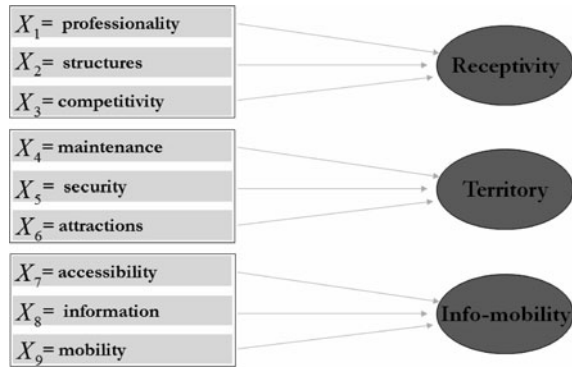 X1= professionality
X2= structures
X3= competitivity
Receptivity
X4= maintenance
X5= security
X6= attractions
Territory
X7= accessibility
X8= information
X9= mobility
Info-mobility